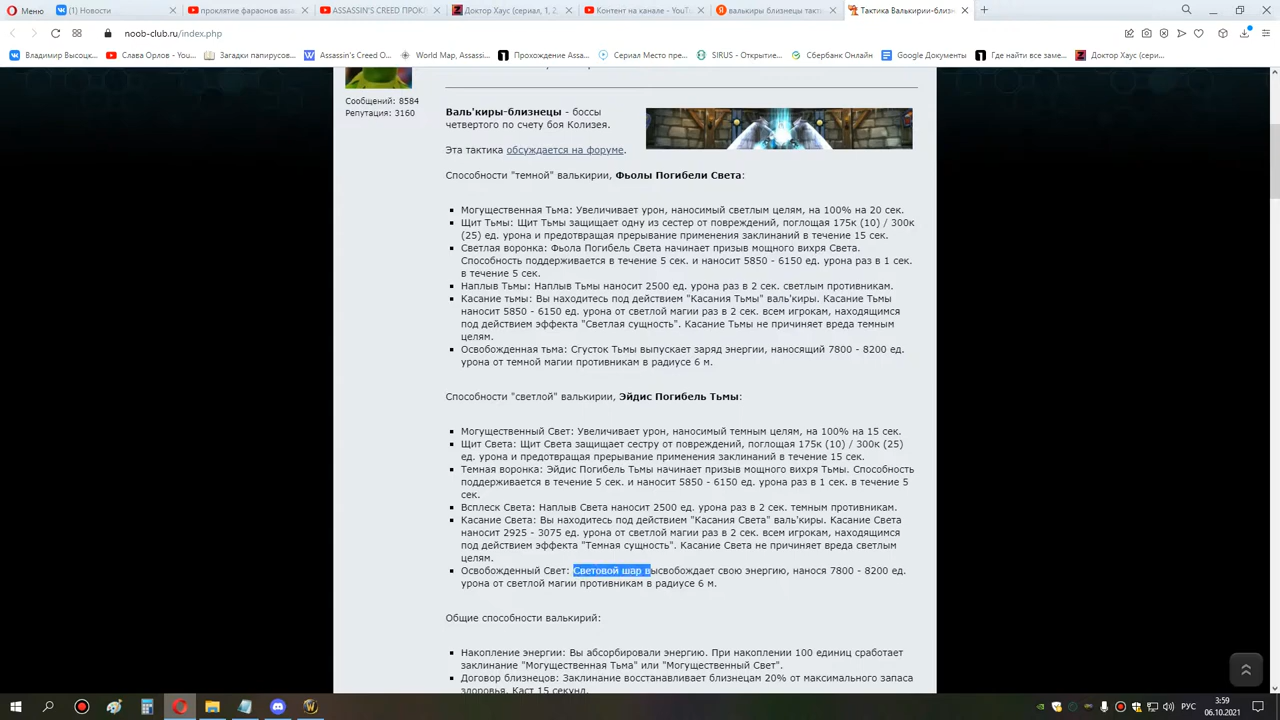 Меню
(1) Новости
проклятие фараонов assa
ASSASSIN'S CREED ПРОКЛ
Доктор Хаус (сериал, 1, 2,
Контент на канале - YouTu
валькыры близнецы такти
Тактика Валькирии-близн
noob-club.ru/index.php
Владимир Высоцк...
Слава Орлов – YouT...
Загадки папирусов...
Assassin's Creed O...
World Map, Assassi...
Прохождение Assa...
Сериал Место пре...
SIRUS - Открытие...
Сбербанк Онлайн
Google Документы
Где найти все заме...
Доктор Хаус (сери...
Сообщений: 8584
Репутация: 3160
Валь'киры-близнецы - боссы
четвертого по счету боя Колизея.
Эта тактика обсуждается на форуме.
Способности "темной" валькирии, Фьолы Погибели Света:
Могущественная Тьма: Увеличивает урон, наносимый светлым целям, на 100% на 20 сек.
Щит Тьмы: Щит Тьмы защищает одну из сестер от повреждений, поглощая 175к (10) / 300к
(25) ед. урона и предотвращая прерывание применения заклинаний в течение 15 сек.
Светлая воронка: Фьола Погибель Света начинает призыв мощного вихря Света.
Способность поддерживается в течение 5 сек. и наносит 5850 - 6150 ед. урона раз в 1 сек.
в течение 5 сек.
Наплыв Тьмы: Наплыв Тьмы наносит 2500 ед. урона раз в 2 сек. светлым противникам.
Касание тьмы: Вы находитесь под действием "Касания Тьмы" валь'киры. Касание Тьмы
наносит 5850 - 6150 ед. урона от светлой магии раз в 2 сек. всем игрокам, находящимся
под действием эффекта "Светлая сущность". Касание Тьмы не причиняет вреда темным
целям.
Освобожденная тьма: Сгусток Тьмы выпускает заряд энергии, наносящий 7800 - 8200 ед.
урона от темной магии противникам в радиусе 6 м.
Способности "светлой" валькирии, Эйдис Погибель Тьмы:
Могущественный Свет: Увеличивает урон, наносимый темным целям, на 100% на 15 сек.
Щит Света: Щит Света защищает сестру от повреждений, поглощая 175к (10) / 300к (25)
ед. урона и предотвращая прерывание применения заклинаний в течение 15 сек.
Темная воронка: Эйдис Погибель Тьмы начинает призыв мощного вихря Тьмы. Способность
поддерживается в течение 5 сек. и наносит 5850 - 6150 ед. урона раз в 1 сек. в течение 5
сек.
Всплеск Света: Наплыв Света наносит 2500 ед. урона раз в 2 сек. темным противникам.
Касание Света: Вы находитесь под действием "Касания Света" валь'киры. Касание Света
наносит 2925 - 3075 ед. урона от светлой магии раз в 2 сек. всем игрокам, находящимся
под действием эффекта "Темная сущность". Касание Света не причиняет вреда светлым
целям.
Освобожденный Свет: Световой шар высвобождает свою энергию, нанося 7800 - 8200 ед.
урона от светлой магии противникам в радиусе 6 м.
Общие способности валькирий:
Накопление энергии: Вы абсорбировали энергию. При накоплении 100 единиц сработает
заклинание "Могущественная Тьма" или "Могущественный Свет".
Договор близнецов: Заклинание восстанавливает близнецам 20% от максимального запаса
здоровья. Каст 15 секунд.
РУС
3:59
06.10.2021